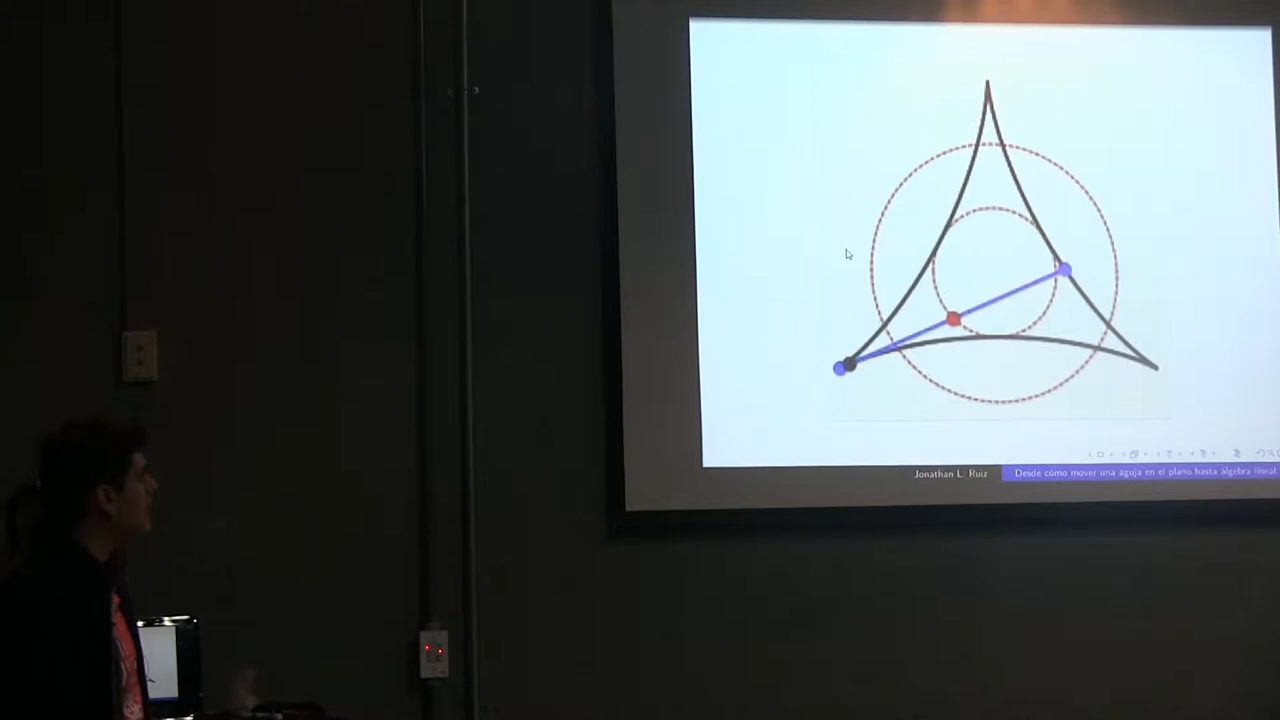 Jonathan L. Ruiz
Desde cómo mover una aguja en el plano hasta álgebra lineal